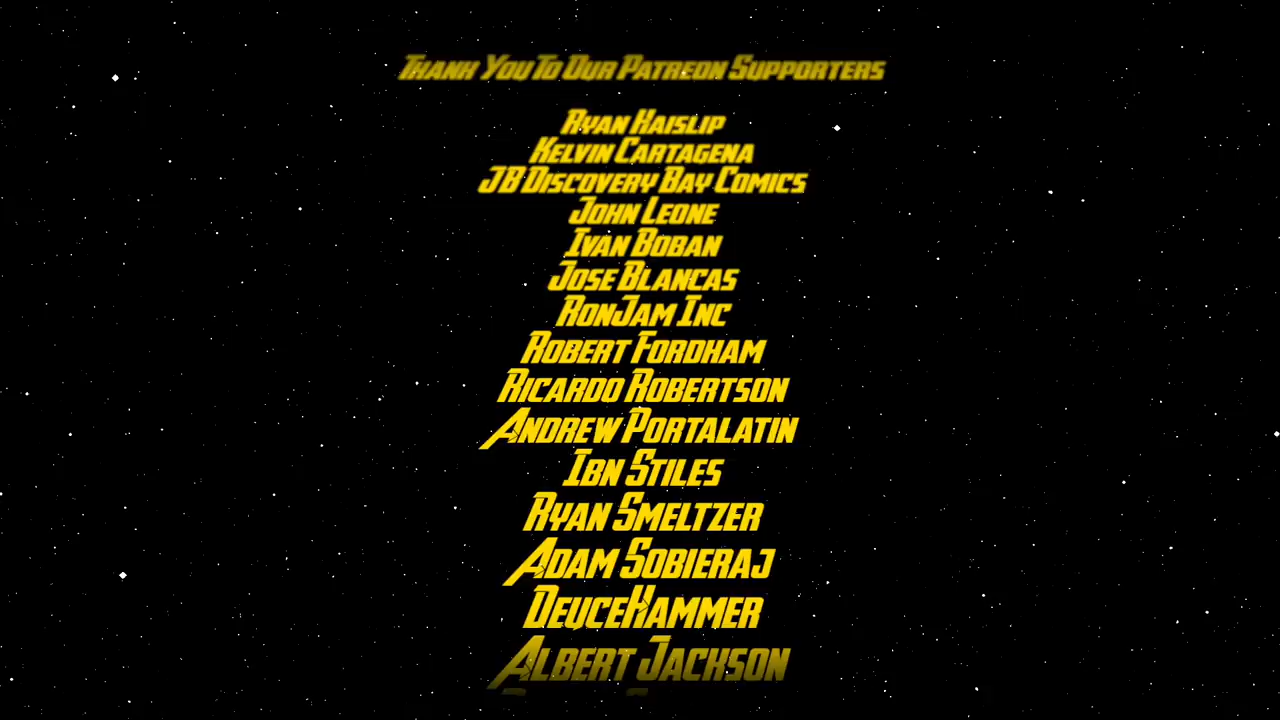 Thank You To Our Patreon Supporters
Ryan Haislip
Kelvin Cartagena
JB Discovery Bay Comics
John Leone
Ivan Boban
Jose Blancas
RonJam Inc
Robert Fordham
Ricardo Robertson
Andrew Portalatin
Ibn Stiles
Ryan Smeltzer
Adam Sobieraj
DeuceHammer
Albert Jackson